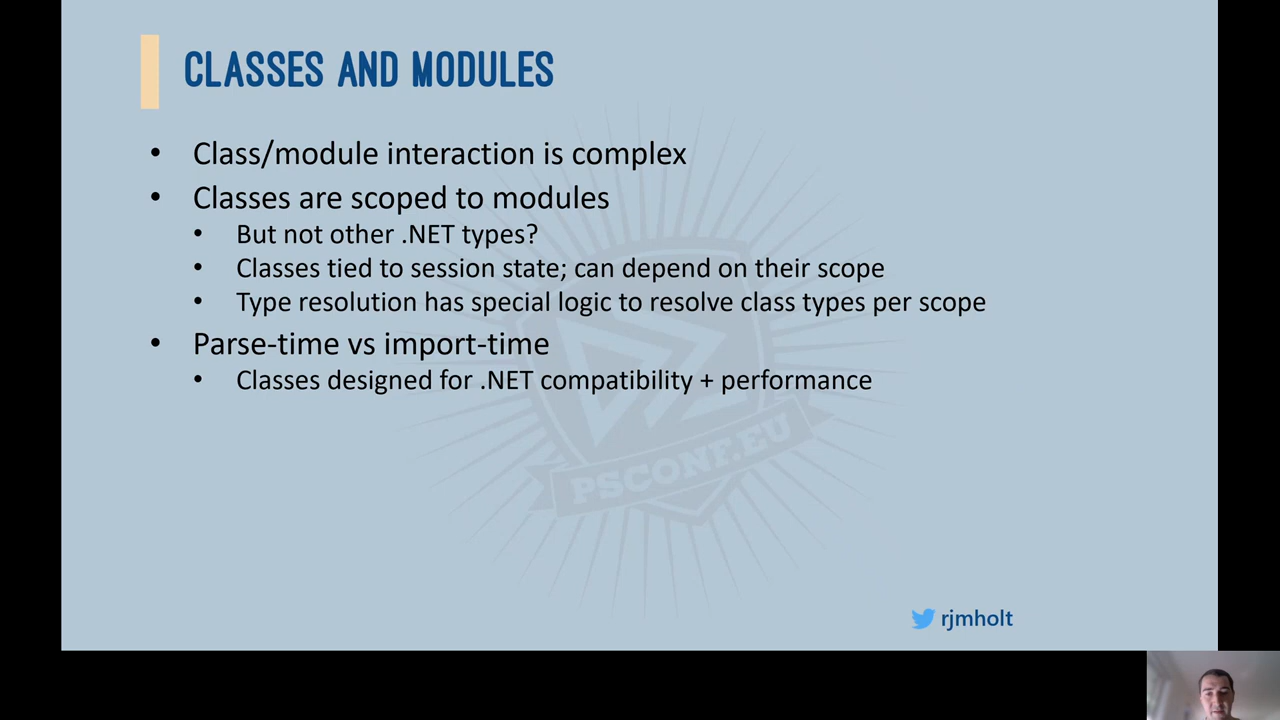 CLASSES AND MODULES
• Class/module interaction is complex
• Classes are scoped to modules
• But not other .NET types?
• Classes tied to session state; can depend on their scope
• Type resolution has special logic to resolve class types per scope
• Parse-time vs import-time
• Classes designed for .NET compatibility + performance
PSCONF.EU
rjmholt